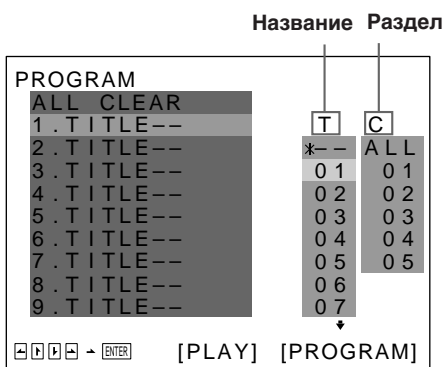 Название Раздел
PROGRAM
ALL CLEAR
1.TITLE–– T C
2.TITLE–– *–– ALL
3.TITLE–– 01 01
4.TITLE–– 02 02
5.TITLE–– 03 03
6.TITLE–– 04 04
7.TITLE–– 05 05
8.TITLE–– 06
9.TITLE–– 07
ENTER [PLAY] [PROGRAM]